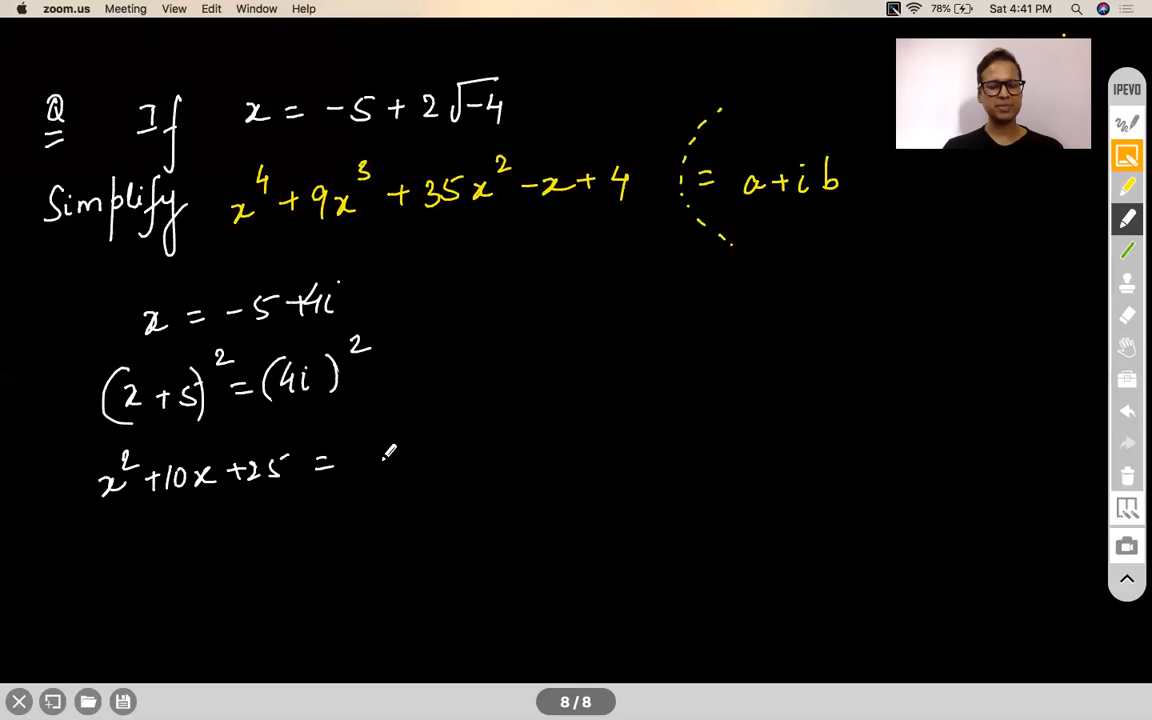 zoom.us Meeting View Edit Window Help 78% Sat 4:41 PM
IPEVO
Q If x = -5 + 2√-4
Simplify x⁴ + 9x³ + 35x² - x + 4 = a + i b
x = -5 + 4i
(x + 5)² = (4i)²
x² + 10x + 25 =
8 / 8